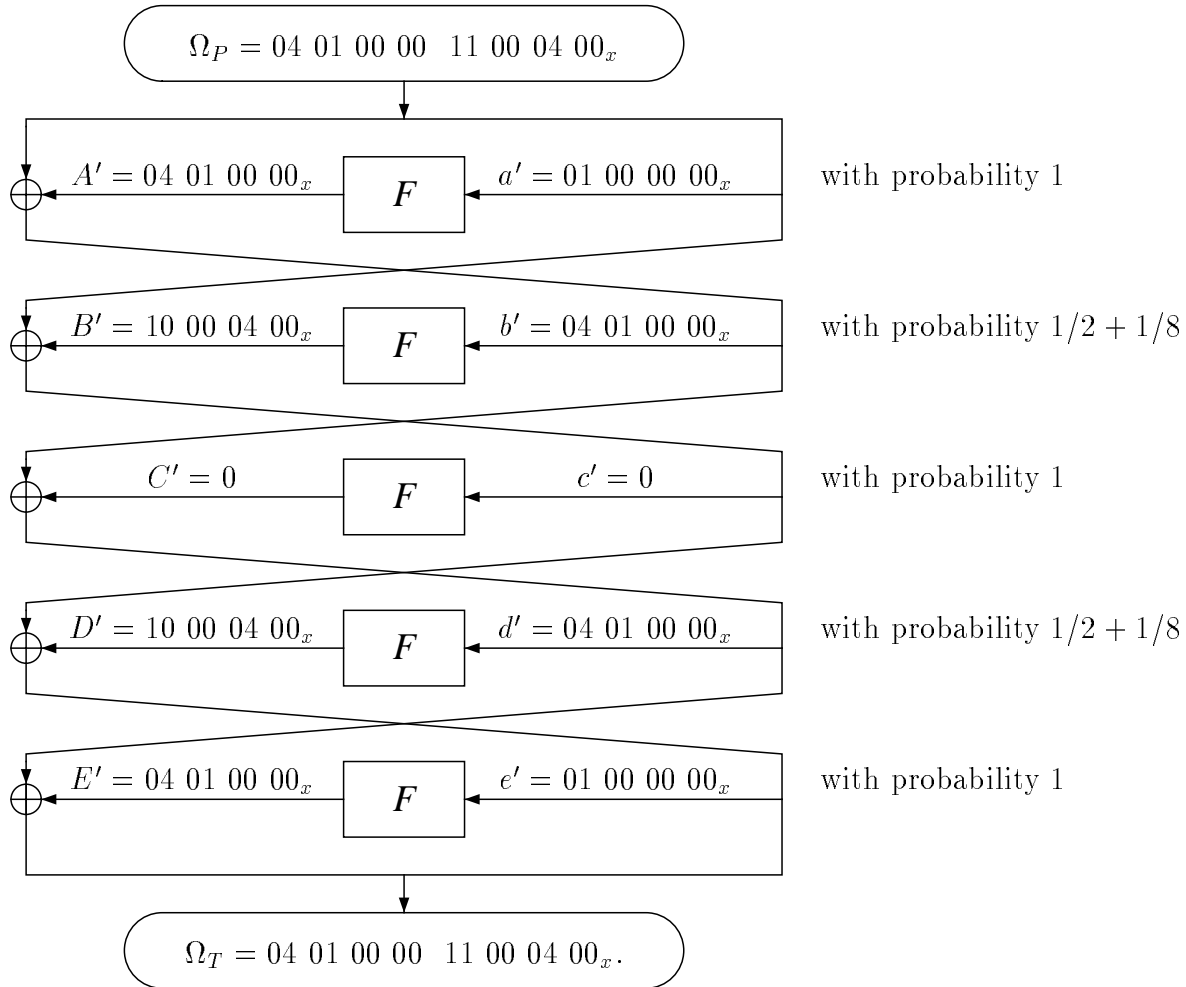 Ω_P = 04 01 00 00 11 00 04 00_x
A′ = 04 01 00 00_x F a′ = 01 00 00 00_x with probability 1
B′ = 10 00 04 00_x F b′ = 04 01 00 00_x with probability 1/2 + 1/8
C′ = 0 F c′ = 0 with probability 1
D′ = 10 00 04 00_x F d′ = 04 01 00 00_x with probability 1/2 + 1/8
E′ = 04 01 00 00_x F e′ = 01 00 00 00_x with probability 1
Ω_T = 04 01 00 00 11 00 04 00_x.